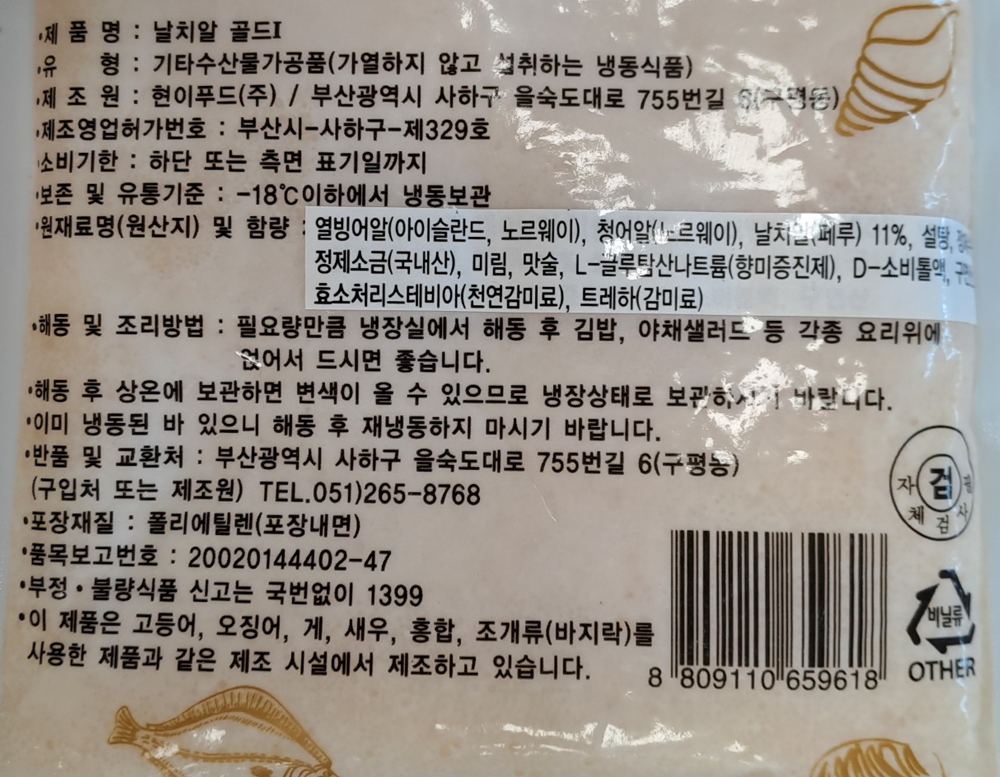 ·제 품 명 : 날치알 골드I
·유 형 : 기타수산물가공품(가열하지 않고 섭취하는 냉동식품)
·제 조 원 : 현이푸드(주) / 부산광역시 사하구 을숙도대로 755번길 6(구평동)
·제조영업허가번호 : 부산시-사하구-제329호
·소비기한 : 하단 또는 측면 표기일까지
·보존 및 유통기준 : -18℃이하에서 냉동보관
·원재료명(원산지) 및 함량 : 열빙어알(아이슬란드, 노르웨이), 청어알(노르웨이), 날치알(페루) 11%, 설탕,
정제소금(국내산), 미림, 맛술, L-글루탐산나트륨(향미증진제), D-소비톨액,
효소처리스테비아(천연감미료), 트레하(감미료)
·해동 및 조리방법 : 필요량만큼 냉장실에서 해동 후 김밥, 야채샐러드 등 각종 요리위에
얹어서 드시면 좋습니다.
·해동 후 상온에 보관하면 변색이 올 수 있으므로 냉장상태로 보관하시기 바랍니다.
·이미 냉동된 바 있으니 해동 후 재냉동하지 마시기 바랍니다.
·반품 및 교환처 : 부산광역시 사하구 을숙도대로 755번길 6(구평동)
(구입처 또는 제조원) TEL.051)265-8768
·포장재질 : 폴리에틸렌(포장내면)
·품목보고번호 : 20020144402-47
·부정·불량식품 신고는 국번없이 1399
·이 제품은 고등어, 오징어, 게, 새우, 홍합, 조개류(바지락)를
사용한 제품과 같은 제조 시설에서 제조하고 있습니다.
자 검
체 검 사
비닐류
OTHER
8 809110 659618